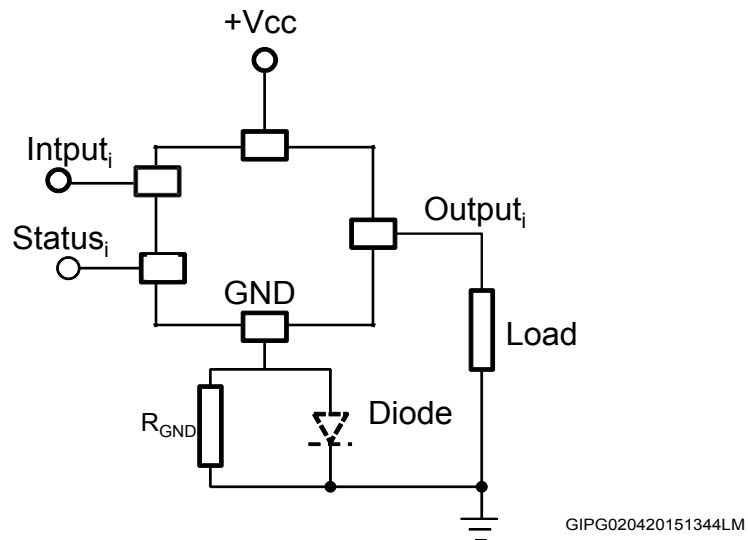 +Vcc
Intputi
Outputi
Statusi
GND
Load
Diode
RGND
GIPG020420151344LM